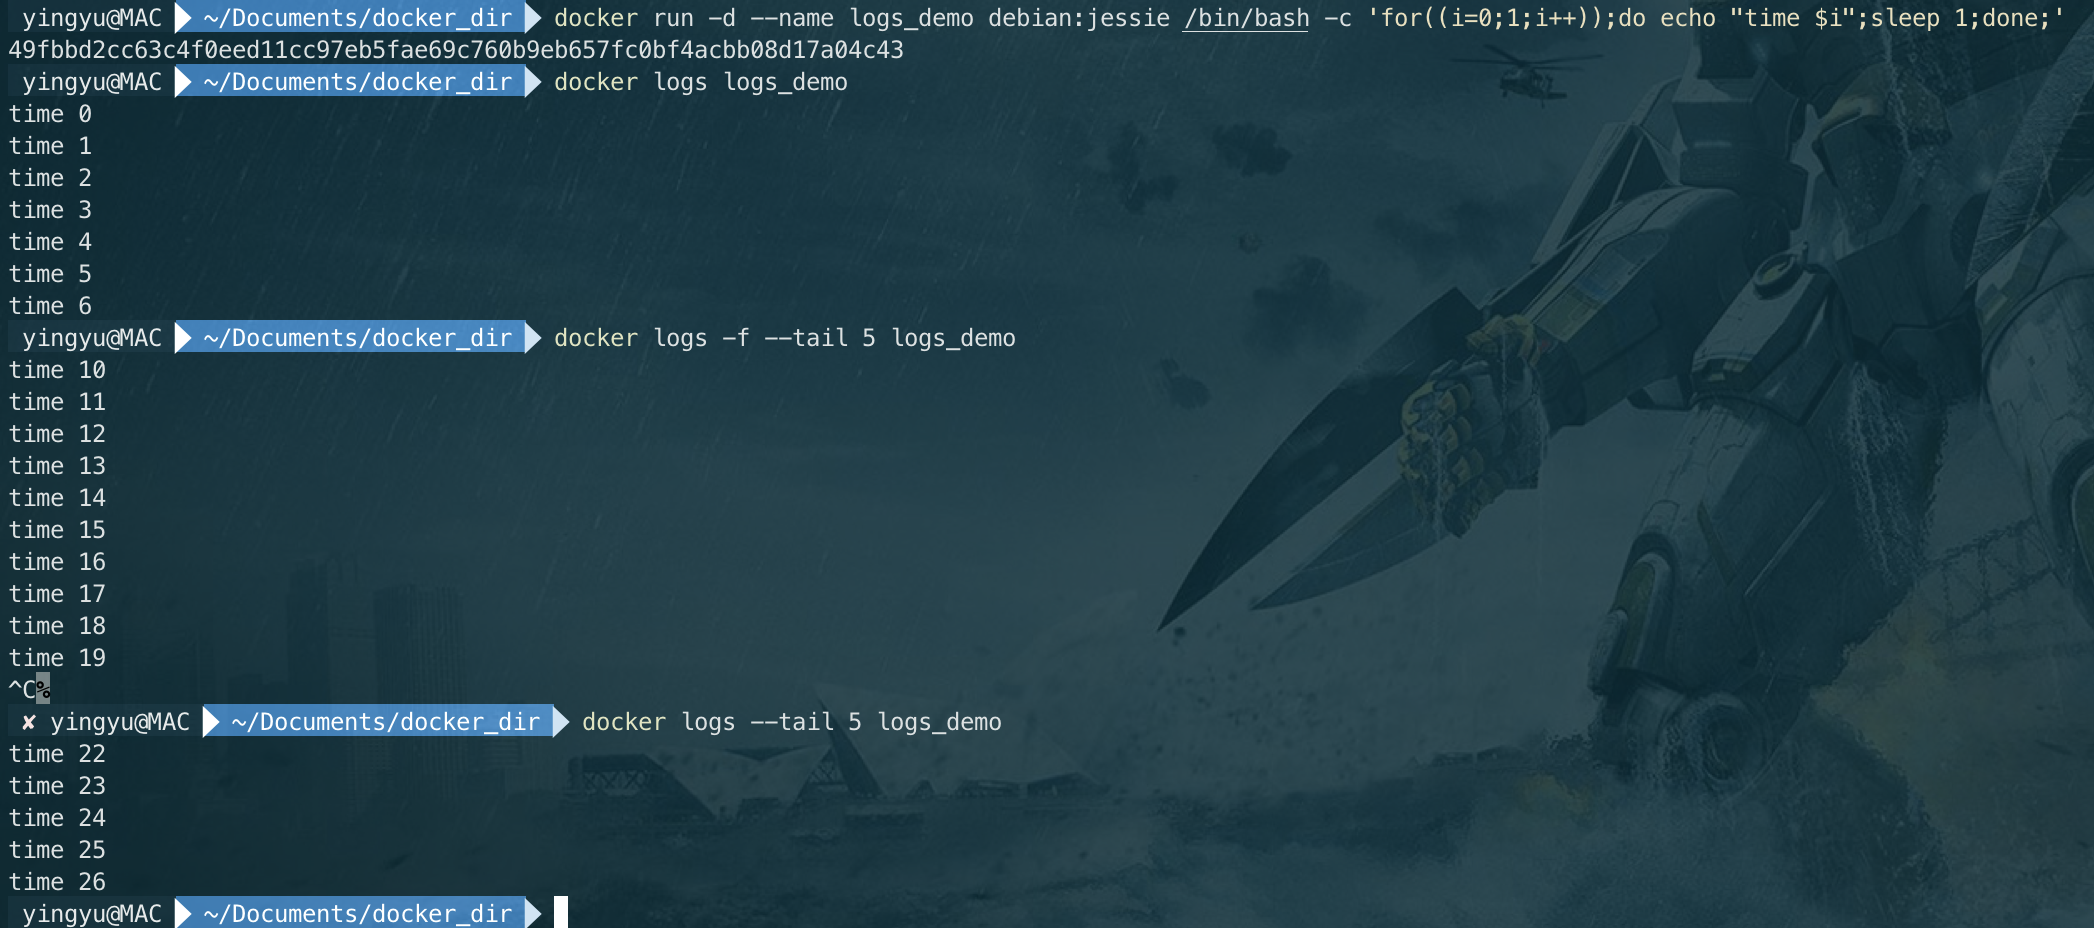 yingyu@MAC ~/Documents/docker_dir docker run -d --name logs_demo debian:jessie /bin/bash -c 'for((i=0;1;i++));do echo "time $i";sleep 1;done;'
49fbbd2cc63c4f0eed11cc97eb5fae69c760b9eb657fc0bf4acbb08d17a04c43
yingyu@MAC ~/Documents/docker_dir docker logs logs_demo
time 0
time 1
time 2
time 3
time 4
time 5
time 6
yingyu@MAC ~/Documents/docker_dir docker logs -f --tail 5 logs_demo
time 10
time 11
time 12
time 13
time 14
time 15
time 16
time 17
time 18
time 19
^C%
✘ yingyu@MAC ~/Documents/docker_dir docker logs --tail 5 logs_demo
time 22
time 23
time 24
time 25
time 26
yingyu@MAC ~/Documents/docker_dir